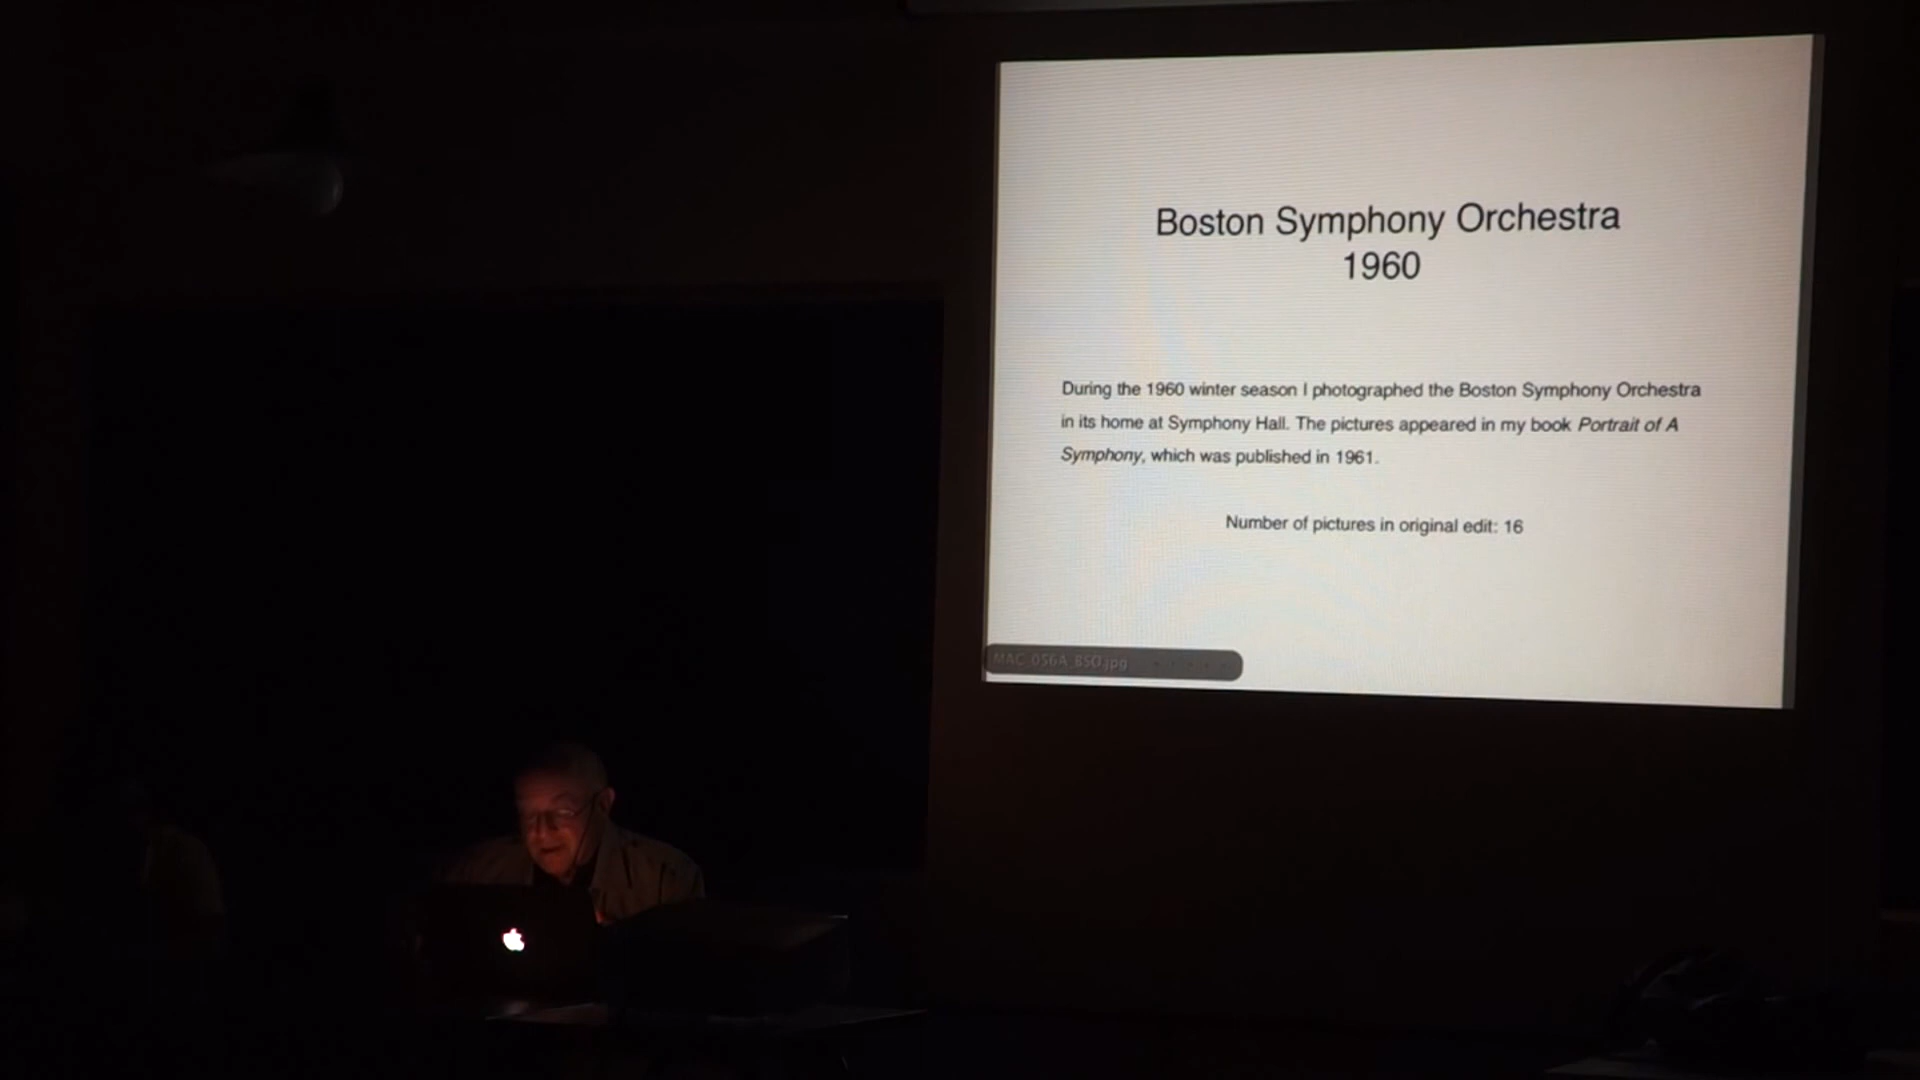 Boston Symphony Orchestra
1960
During the 1960 winter season I photographed the Boston Symphony Orchestra
in its home at Symphony Hall. The pictures appeared in my book Portrait of A
Symphony, which was published in 1961.
Number of pictures in original edit: 16
MAC_056A_BSO.jpg